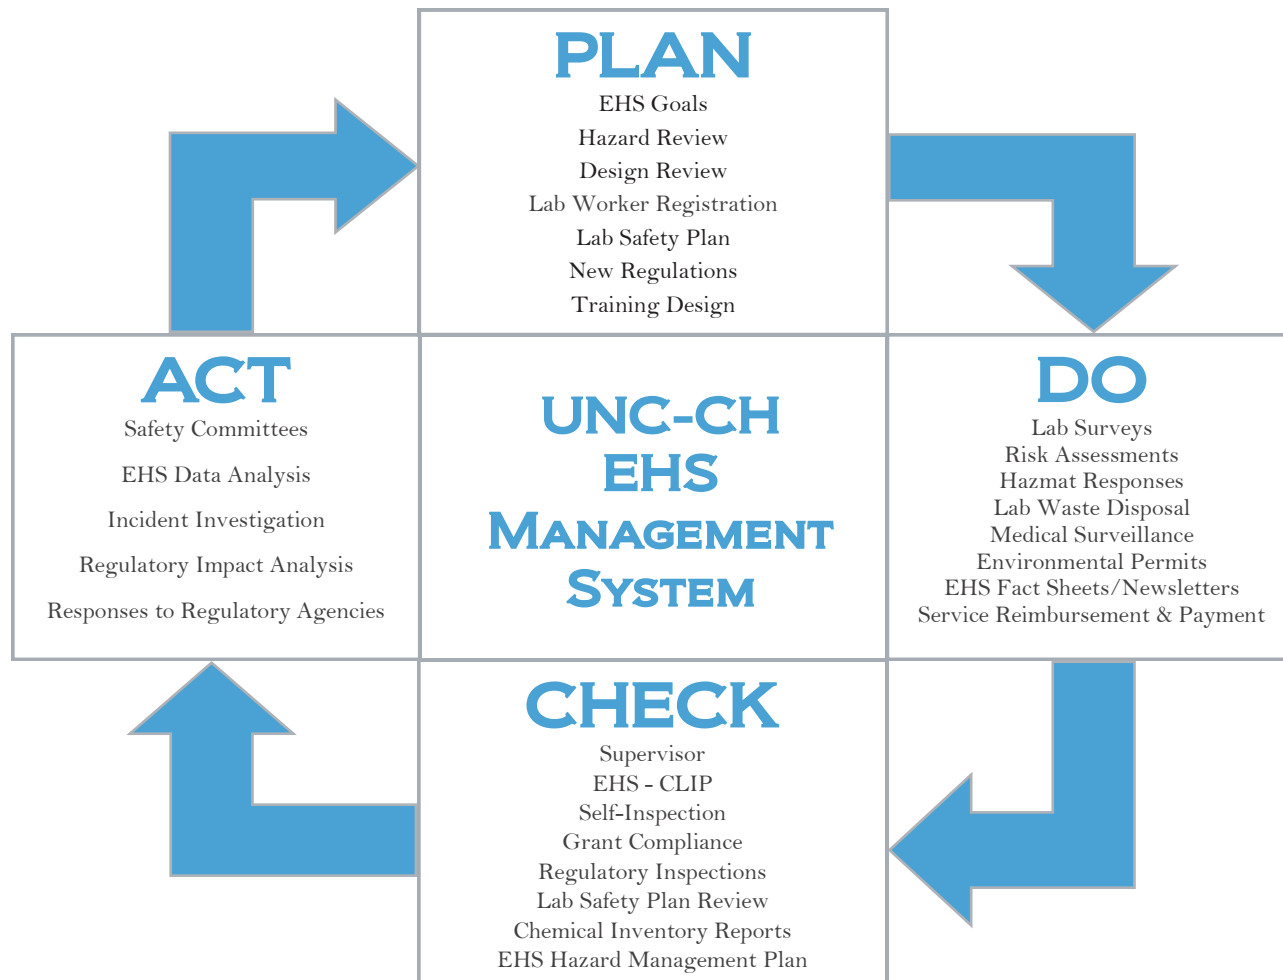 PLAN
EHS Goals
Hazard Review
Design Review
Lab Worker Registration
Lab Safety Plan
New Regulations
Training Design
ACT
Safety Committees
EHS Data Analysis
Incident Investigation
Regulatory Impact Analysis
Responses to Regulatory Agencies
UNC-CH
EHS
Management
System
DO
Lab Surveys
Risk Assessments
Hazmat Responses
Lab Waste Disposal
Medical Surveillance
Environmental Permits
EHS Fact Sheets/Newsletters
Service Reimbursement & Payment
CHECK
Supervisor
EHS - CLIP
Self-Inspection
Grant Compliance
Regulatory Inspections
Lab Safety Plan Review
Chemical Inventory Reports
EHS Hazard Management Plan